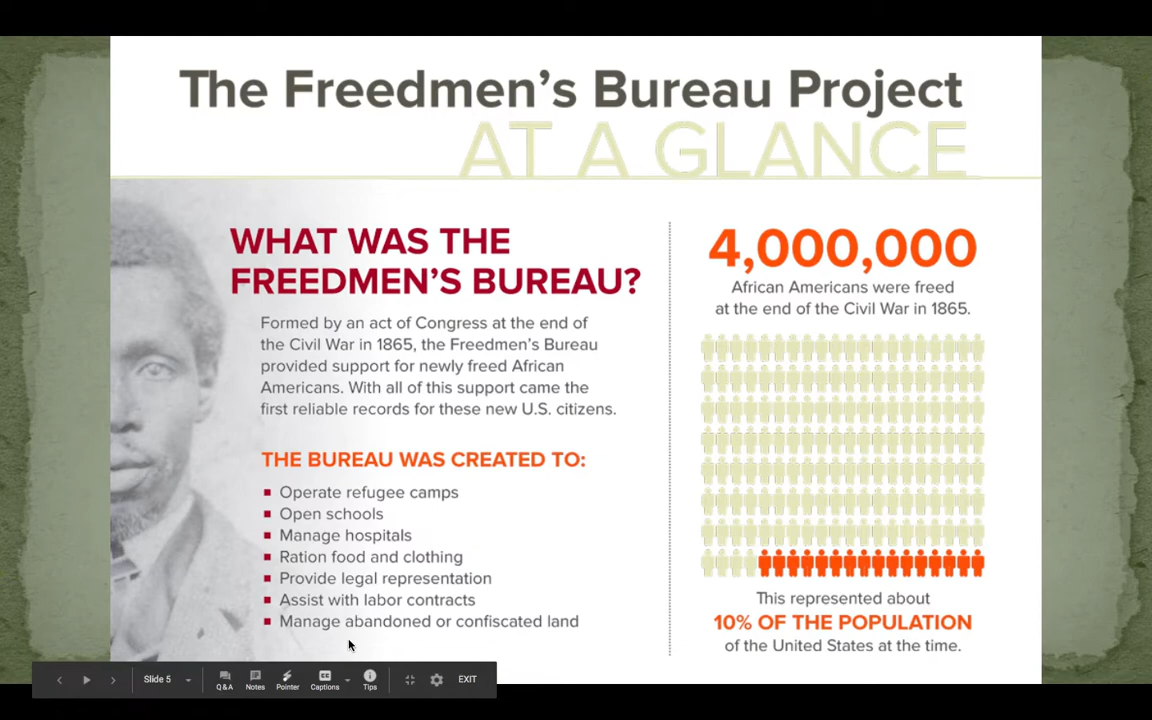 The Freedmen's Bureau Project
AT A GLANCE
WHAT WAS THE
FREEDMEN'S BUREAU?
Formed by an act of Congress at the end of
the Civil War in 1865, the Freedmen's Bureau
provided support for newly freed African
Americans. With all of this support came the
first reliable records for these new U.S. citizens.
THE BUREAU WAS CREATED TO:
Operate refugee camps
Open schools
Manage hospitals
Ration food and clothing
Provide legal representation
Assist with labor contracts
Manage abandoned or confiscated land
4,000,000
African Americans were freed
at the end of the Civil War in 1865.
This represented about
10% OF THE POPULATION
of the United States at the time.
Slide 5
Q&A
Notes
Pointer
CC
Captions
Tips
EXIT